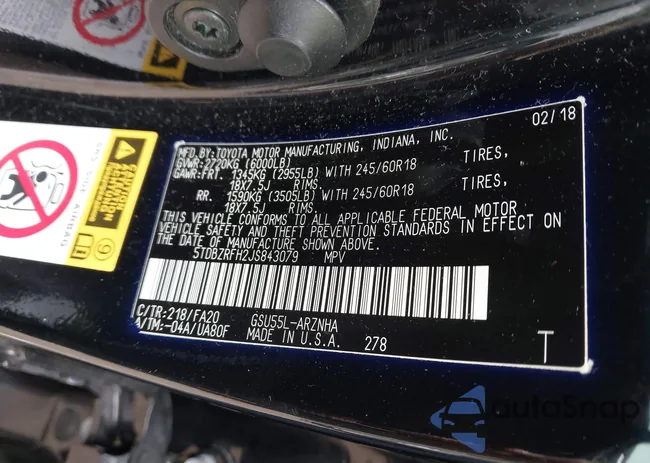 02/18
MFD.BY:TOYOTA MOTOR MANUFACTURING, INDIANA, INC.
GVWR:2720KG (6000LB)
GAWR:FRT. 1345KG (2955LB) WITH 245/60R18 TIRES,
18X7.5J RIMS.
RR. 1590KG (3505LB) WITH 245/60R18 TIRES,
18X7.5J RIMS.
THIS VEHICLE CONFORMS TO ALL APPLICABLE FEDERAL MOTOR
VEHICLE SAFETY AND THEFT PREVENTION STANDARDS IN EFFECT ON
THE DATE OF MANUFACTURE SHOWN ABOVE.
5TDBZRFH2JS843079 MPV
C/TR:218/FA20 GSU55L-ARZNHA
A/TM:-04A/UA80F MADE IN U.S.A. 278
T
SRS SIDE AIRBAG
autoSnap